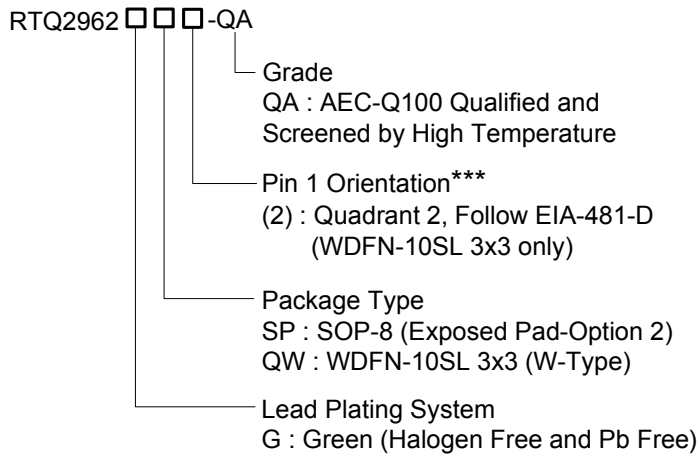 RTQ2962 □ □ □ -QA
Grade
QA : AEC-Q100 Qualified and
Screened by High Temperature
Pin 1 Orientation***
(2) : Quadrant 2, Follow EIA-481-D
(WDFN-10SL 3x3 only)
Package Type
SP : SOP-8 (Exposed Pad-Option 2)
QW : WDFN-10SL 3x3 (W-Type)
Lead Plating System
G : Green (Halogen Free and Pb Free)